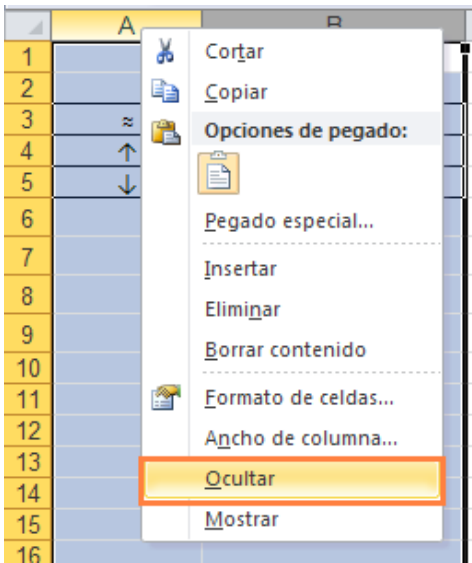 A B
1
2
3 ≈
4 ↑
5 ↓
6
7
8
9
10
11
12
13
14
15
16
Cortar
Copiar
Opciones de pegado:
Pegado especial...
Insertar
Eliminar
Borrar contenido
Formato de celdas...
Ancho de columna...
Ocultar
Mostrar